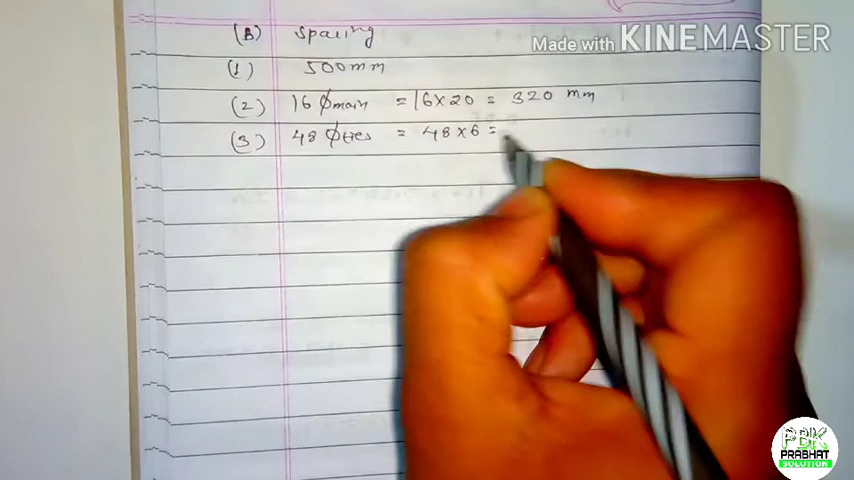 Made with KINEMASTER
(B) spacing
(1) 500mm
(2) 16 ϕmain = 16×20 = 320 mm
(3) 48 ϕties = 48×6 =
PBK
PRABHAT
SOLUTION